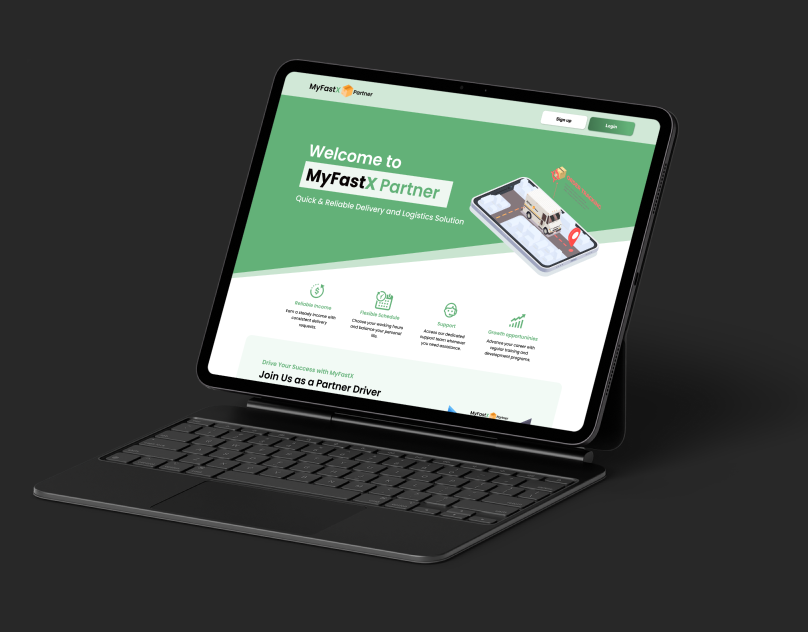 MyFastX Partner
Sign up
Login
Welcome to
MyFastX Partner
Quick & Reliable Delivery and Logistics Solution
Reliable Income
Earn a steady income with
consistent delivery
requests.
Flexible Schedule
Choose your working hours
and balance your personal
life.
Support
Access our dedicated
support team whenever
you need assistance.
Growth opportuninies
Advance your career with
regular training and
development programs.
Drive Your Success with MyFastX
Join Us as a Partner Driver
MyFastX Partner